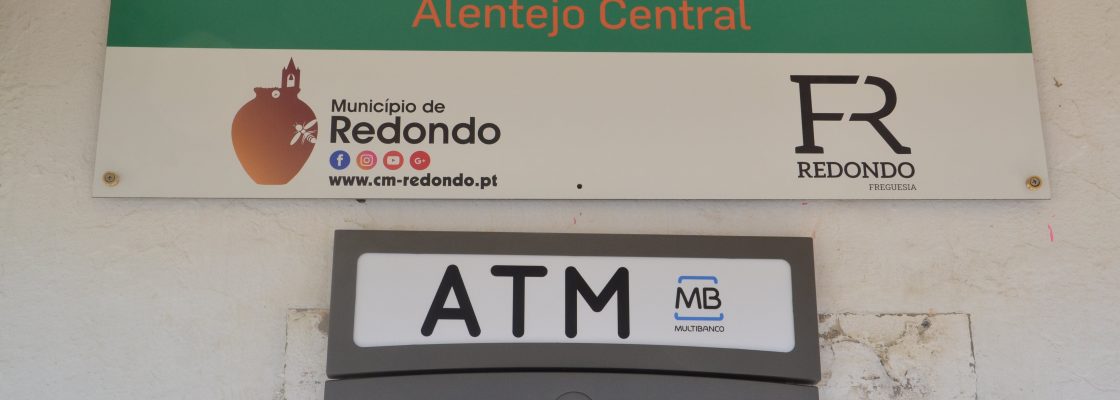 Alentejo Central
Município de
Redondo
www.cm-redondo.pt
FR
REDONDO
FREGUESIA
ATM
MB
MULTIBANCO